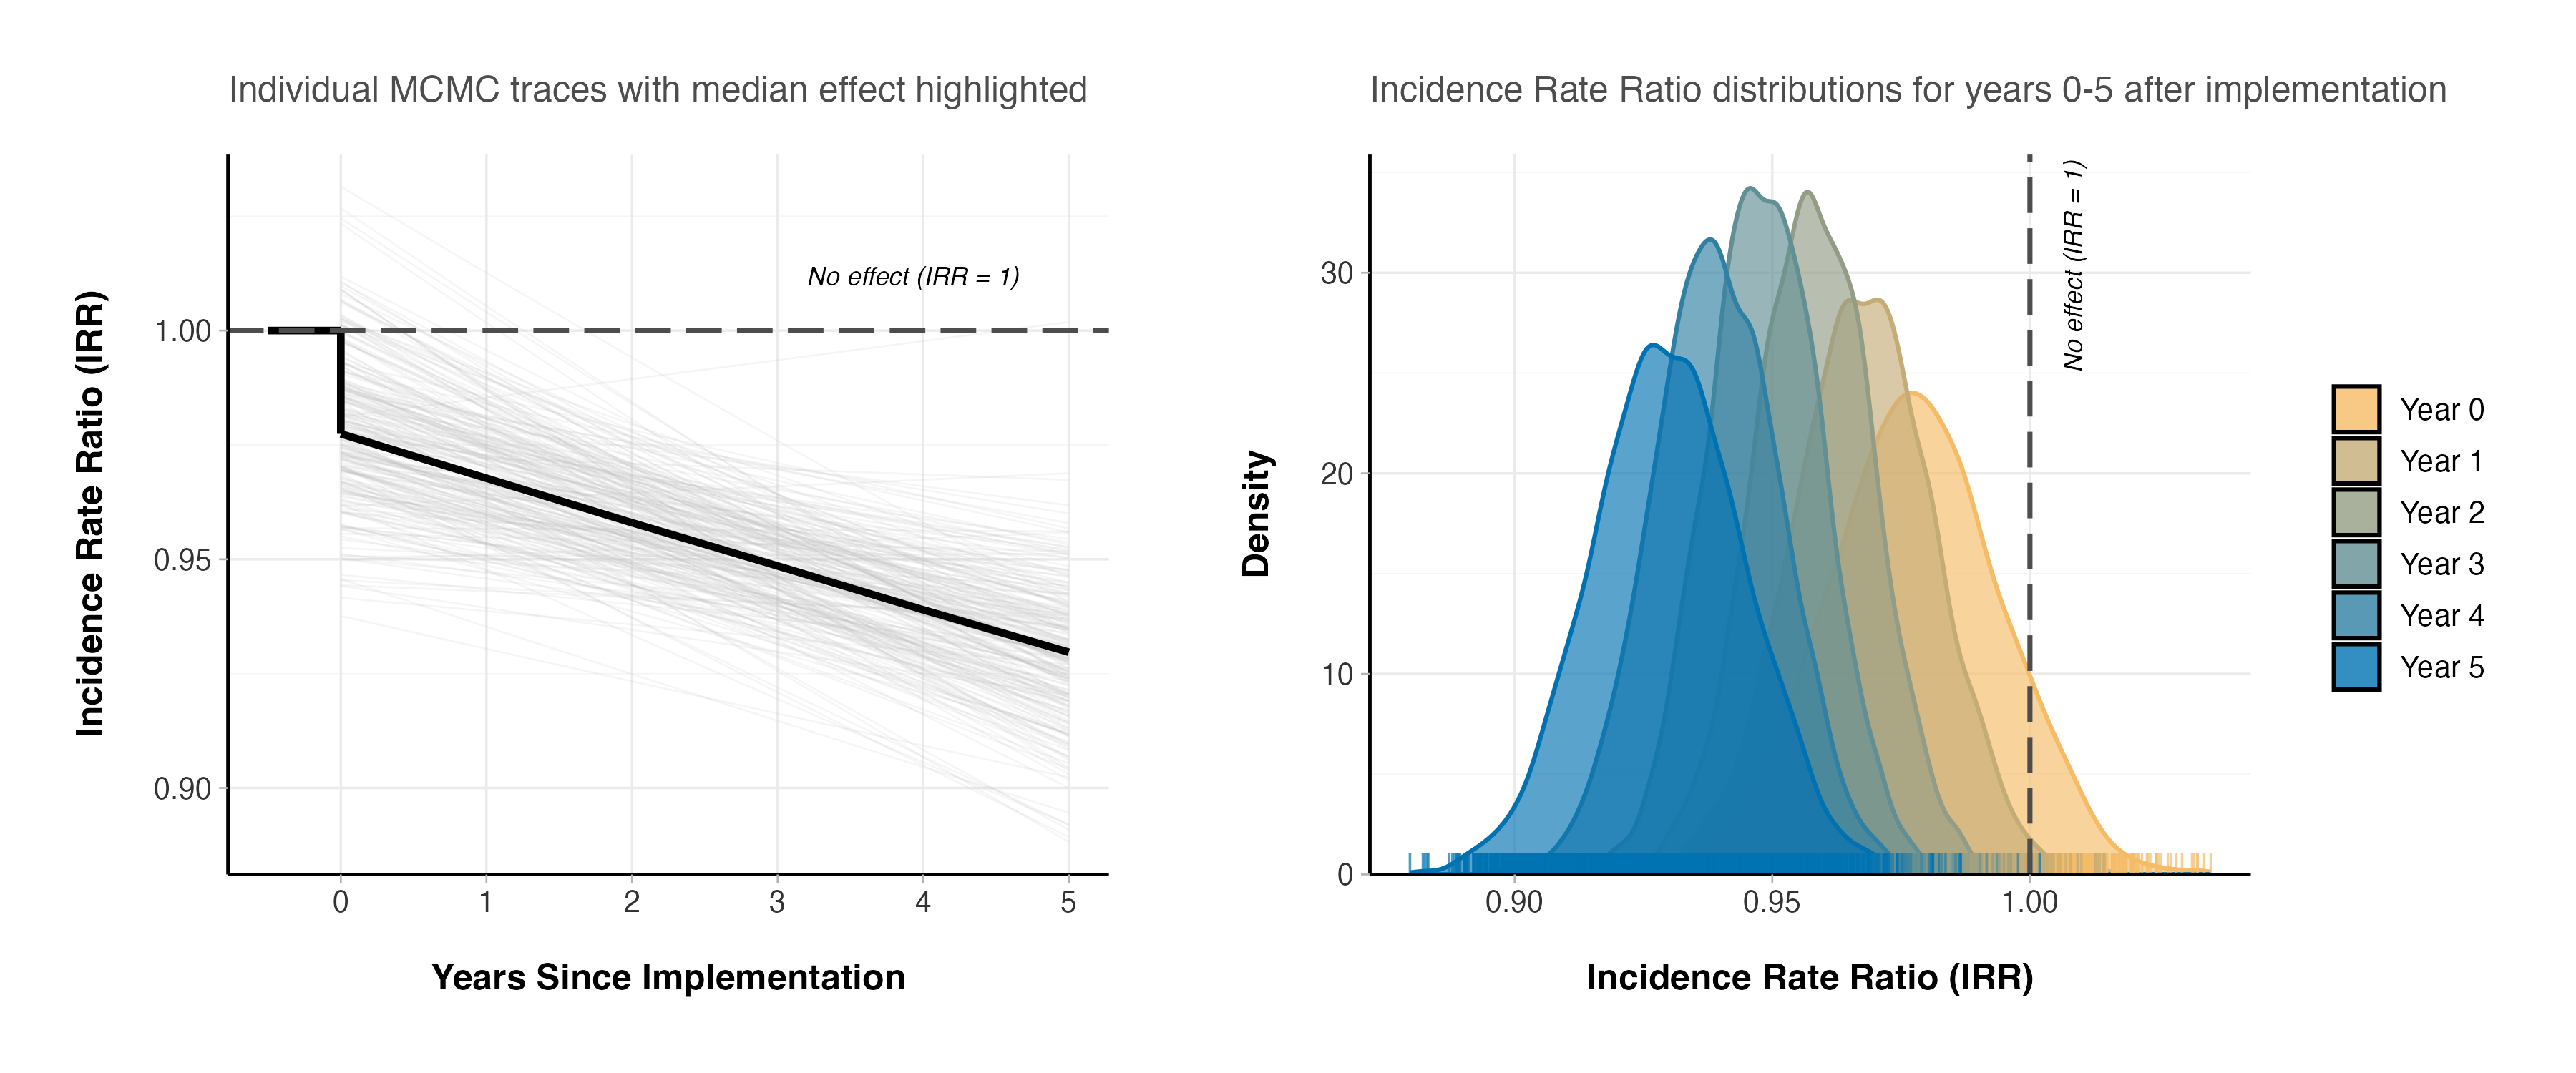 Individual MCMC traces with median effect highlighted
Incidence Rate Ratio (IRR)
1.00
0.95
0.90
No effect (IRR = 1)
0 1 2 3 4 5
Years Since Implementation
Incidence Rate Ratio distributions for years 0-5 after implementation
Density
30
20
10
0
No effect (IRR = 1)
0.90 0.95 1.00
Incidence Rate Ratio (IRR)
Year 0
Year 1
Year 2
Year 3
Year 4
Year 5